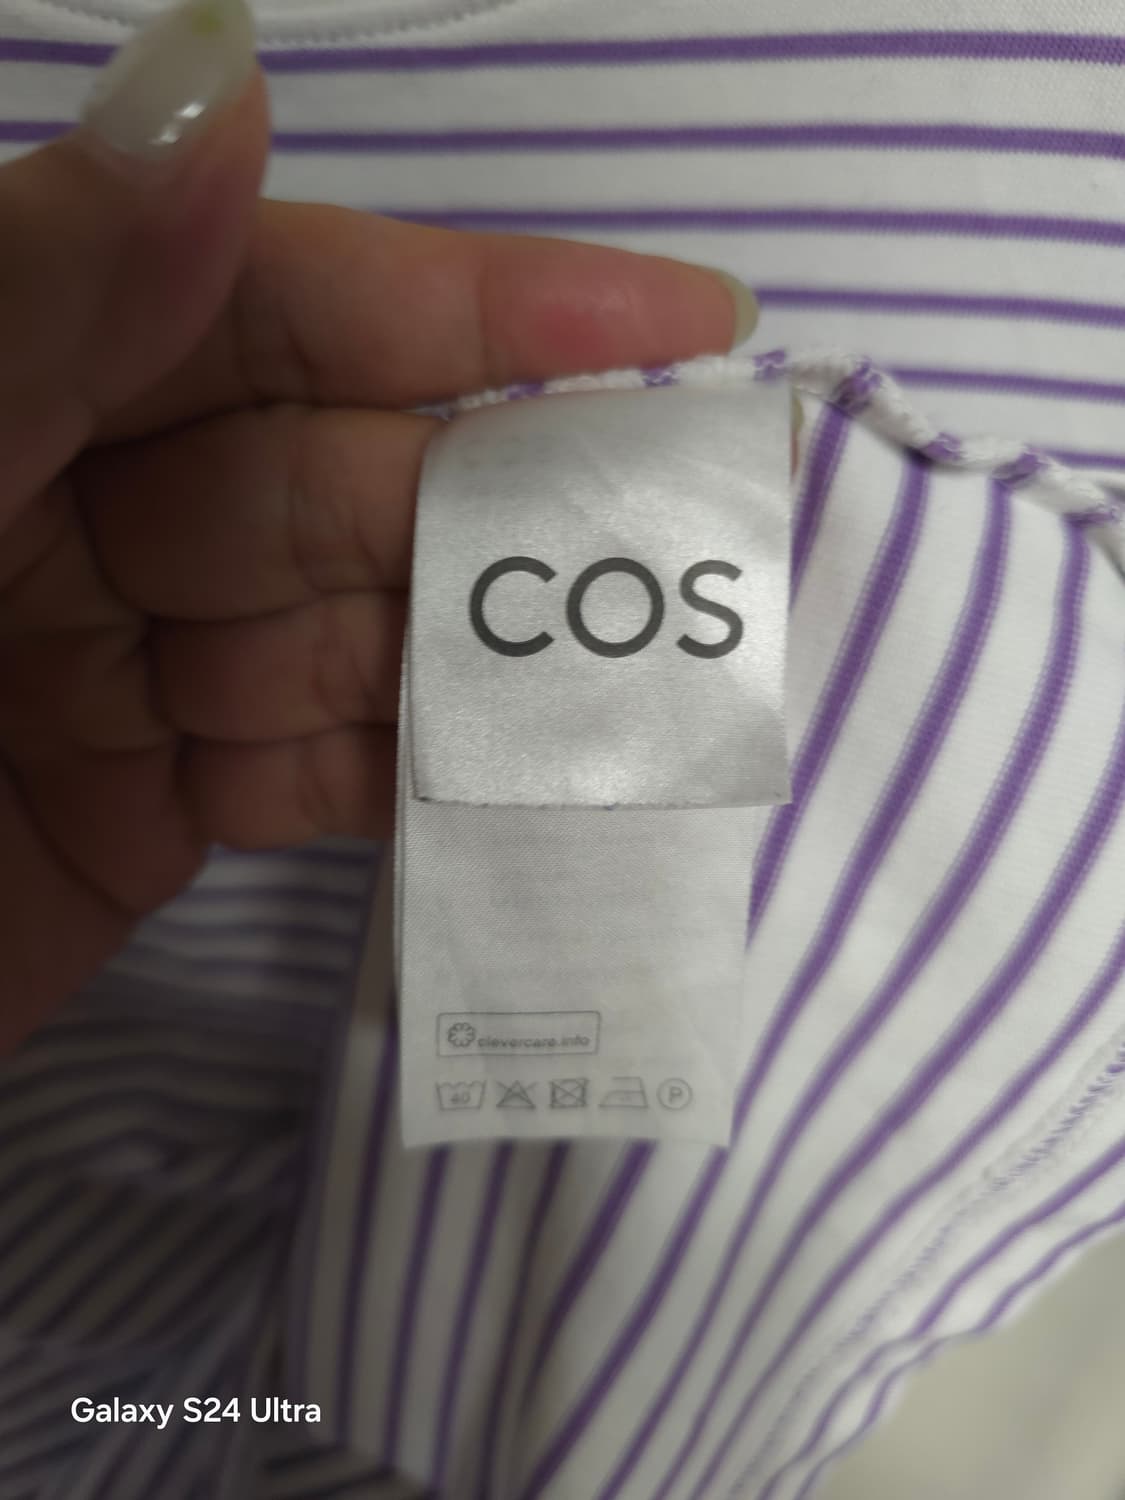 COS
clevercare.info
40
P
Galaxy S24 Ultra